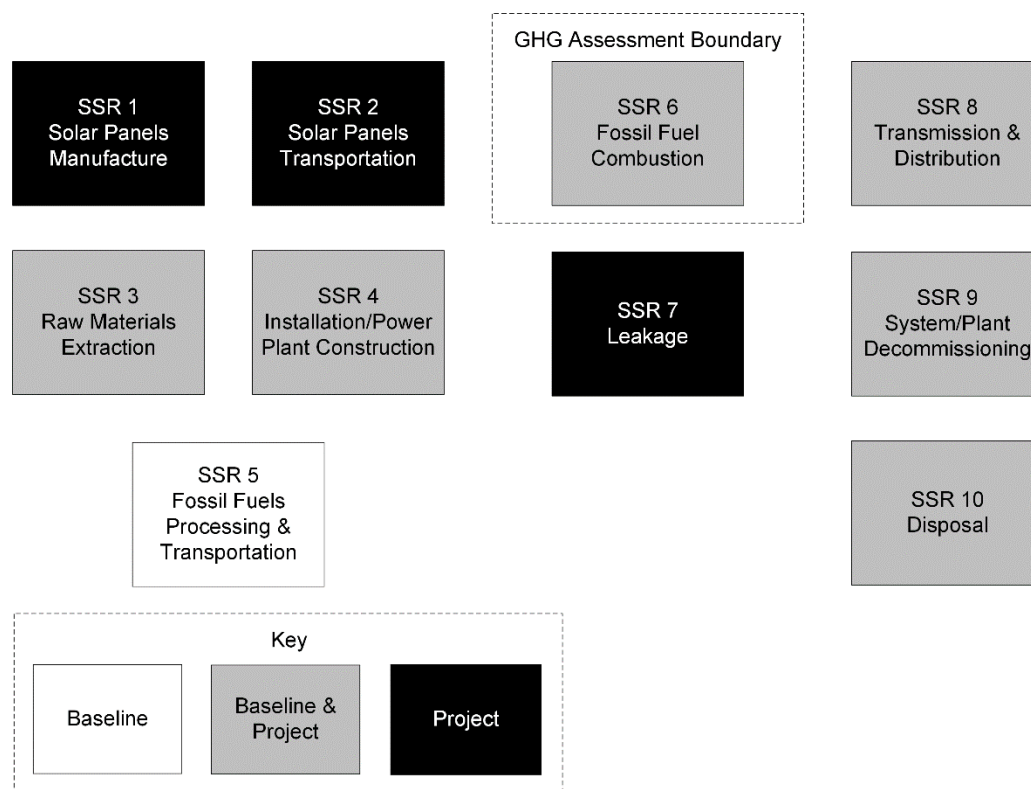 GHG Assessment Boundary
SSR 1
Solar Panels
Manufacture
SSR 2
Solar Panels
Transportation
SSR 6
Fossil Fuel
Combustion
SSR 8
Transmission &
Distribution
SSR 3
Raw Materials
Extraction
SSR 4
Installation/Power
Plant Construction
SSR 7
Leakage
SSR 9
System/Plant
Decommissioning
SSR 5
Fossil Fuels
Processing &
Transportation
SSR 10
Disposal
Key
Baseline
Baseline &
Project
Project